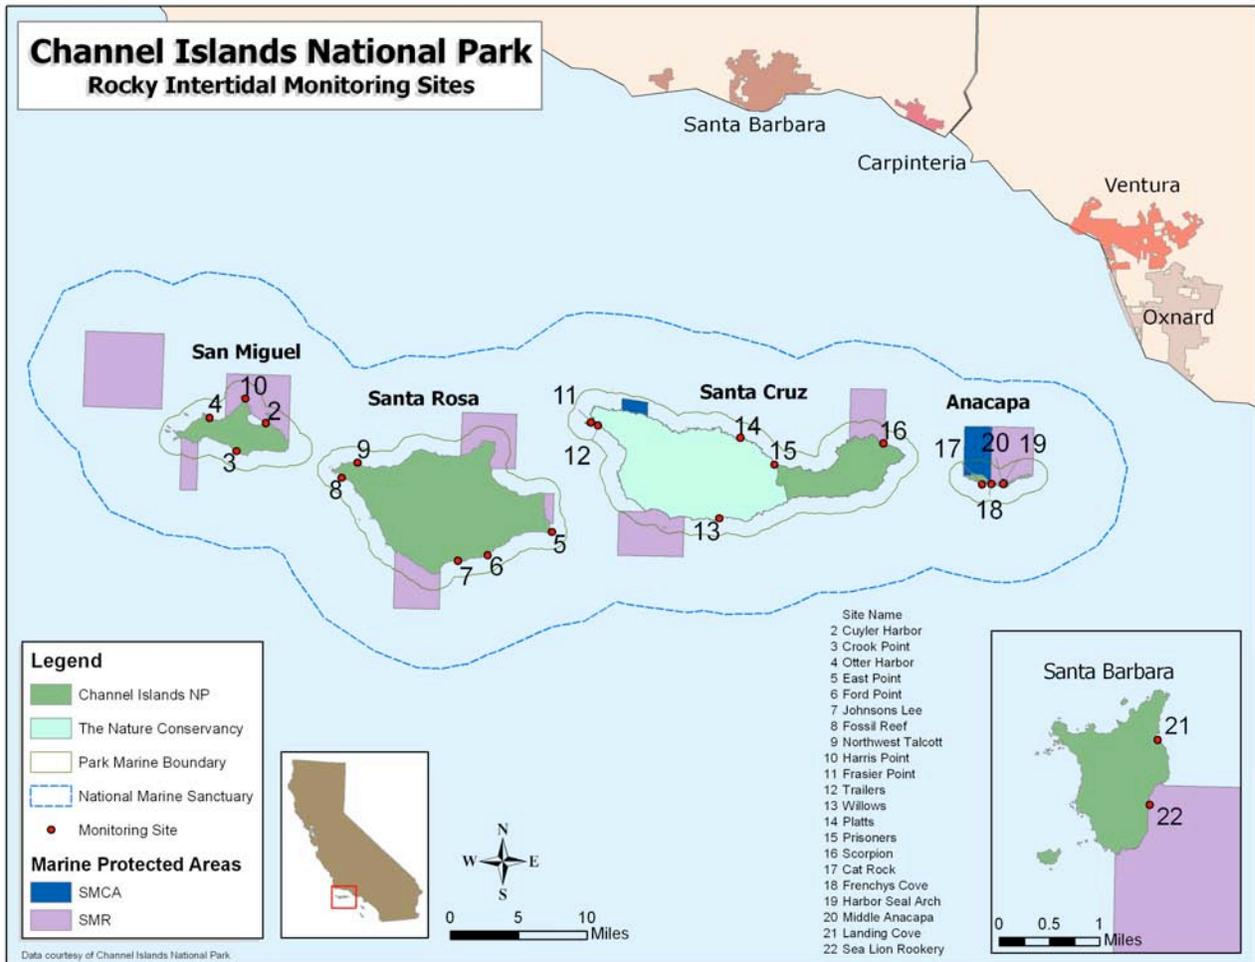 Channel Islands National Park
Rocky Intertidal Monitoring Sites
Santa Barbara
Carpinteria
Ventura
Oxnard
San Miguel
10
4
2
3
Santa Rosa
9
8
5
6
7
Santa Cruz
11
12
14
15
16
13
Anacapa
17
20
19
18
Site Name
2 Cuyler Harbor
3 Crook Point
4 Otter Harbor
5 East Point
6 Ford Point
7 Johnsons Lee
8 Fossil Reef
9 Northwest Talcott
10 Harris Point
11 Frasier Point
12 Trailers
13 Willows
14 Platts
15 Prisoners
16 Scorpion
17 Cat Rock
18 Frenchys Cove
19 Harbor Seal Arch
20 Middle Anacapa
21 Landing Cove
22 Sea Lion Rookery
Legend
Channel Islands NP
The Nature Conservancy
Park Marine Boundary
National Marine Sanctuary
Monitoring Site
Marine Protected Areas
SMCA
SMR
N
W E
S
0 5 10
Miles
Santa Barbara
21
22
0 0.5 1
Miles
Data courtesy of Channel Islands National Park